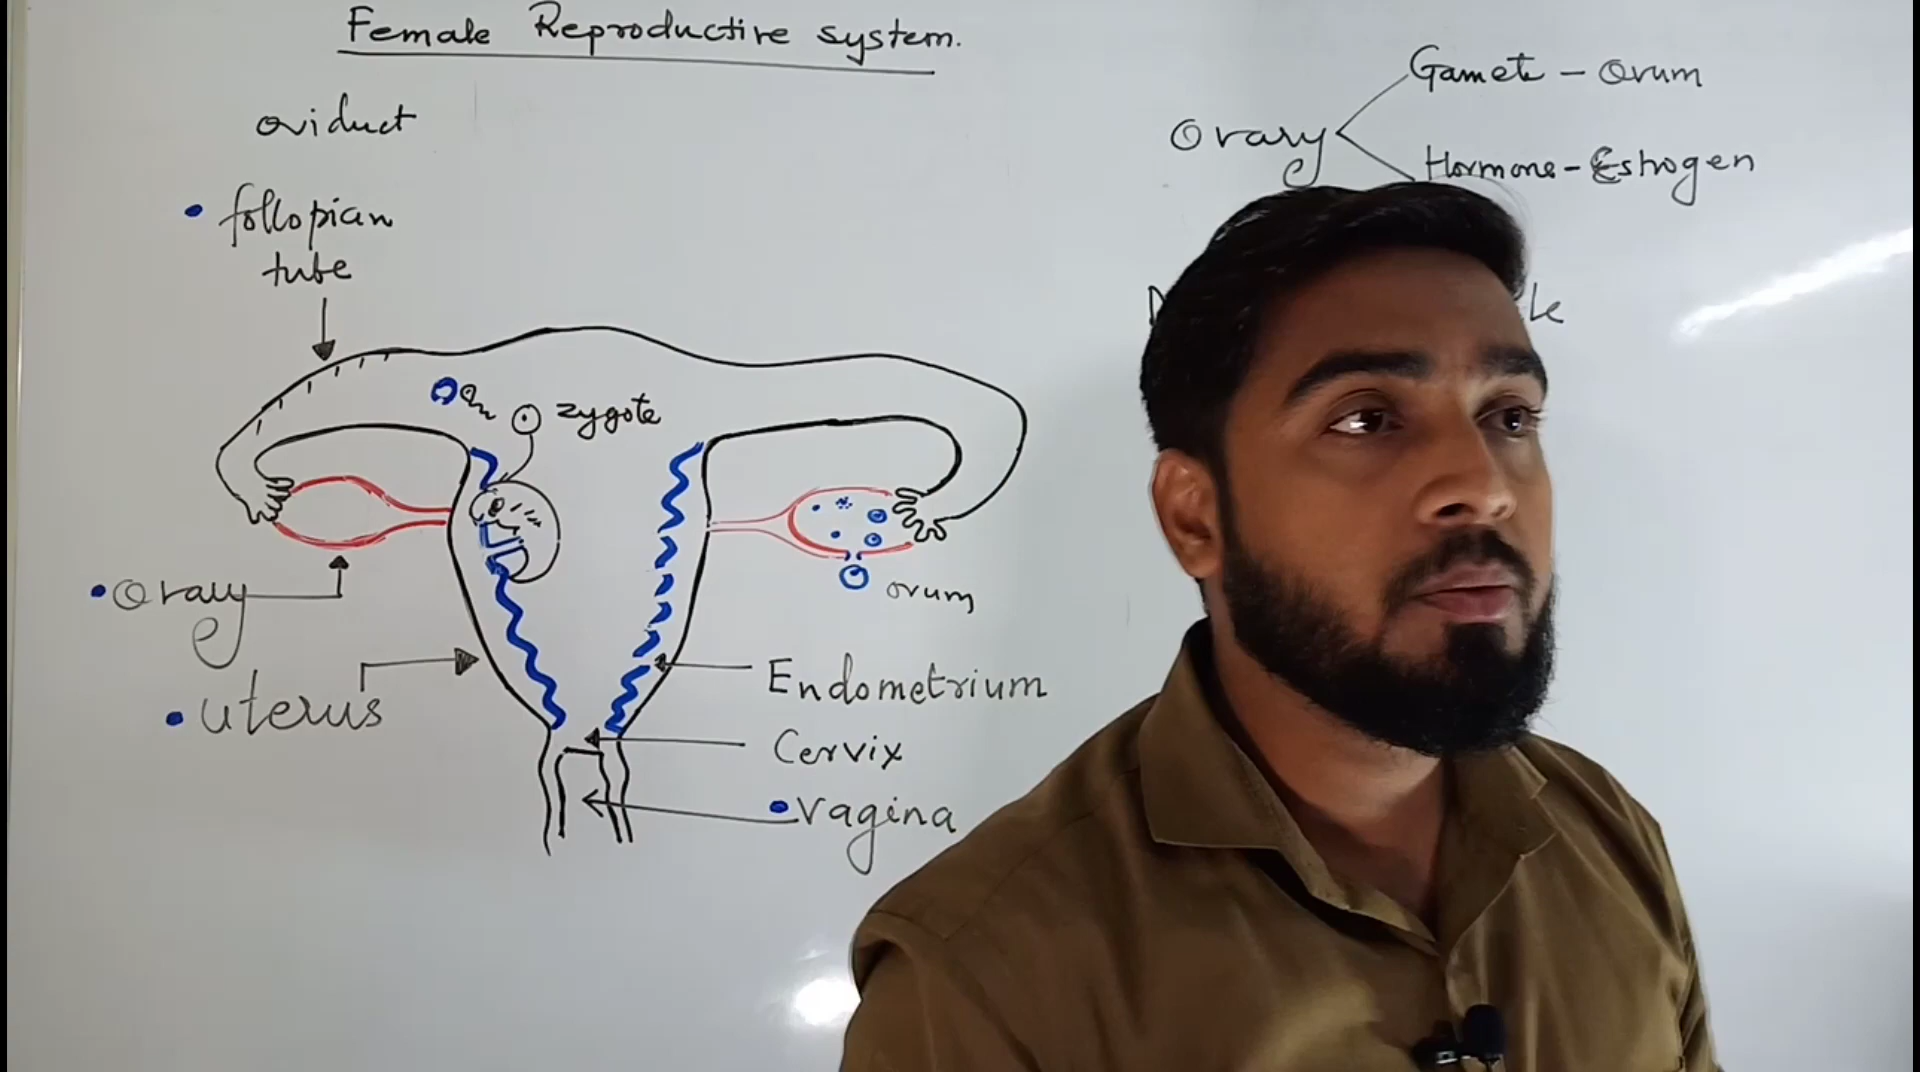 Female Reproductive system.
oviduct
follopian
tube
zygote
Ovary
uterus
ovum
Endometrium
Cervix
vagina
Ovary
Gamete - Ovum
Hormone - Estrogen